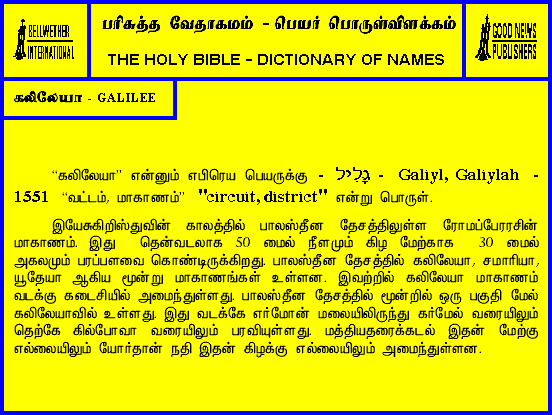 BELLWETHER
INTERNATIONAL
பரிசுத்த வேதாகமம் - பெயர் பொருள்விளக்கம்
THE HOLY BIBLE - DICTIONARY OF NAMES
GOOD NEWS
PUBLISHERS
கலிலேயா - GALILEE
“கலிலேயா” என்னும் எபிரெய பெயருக்கு - גָּלִיל - Galiyl, Galiylah -
1551 “வட்டம், மாகாணம்” "circuit, district" என்று பொருள்.
இயேசுகிறிஸ்துவின் காலத்தில் பாலஸ்தீன தேசத்திலுள்ள ரோமப்பேரரசின்
மாகாணம். இது தென்வடலாக 50 மைல் நீளமும் கிழ மேற்காக 30 மைல்
அகலமும் பரப்பளவை கொண்டிருக்கிறது. பாலஸ்தீன தேசத்தில் கலிலேயா, சமாரியா,
யூதேயா ஆகிய மூன்று மாகாணங்கள் உள்ளன. இவற்றில் கலிலேயா மாகாணம்
வடக்கு கடைசியில் அமைந்துள்ளது. பாலஸ்தீன தேசத்தில் மூன்றில் ஒரு பகுதி மேல்
கலிலேயாவில் உள்ளது. இது வடக்கே எர்மோன் மலையிலிருந்து கர்மேல் வரையிலும்
தெற்கே கில்போவா வரையிலும் பரவியுள்ளது. மத்தியதரைக்கடல் இதன் மேற்கு
எல்லையிலும் யோர்தான் நதி இதன் கிழக்கு எல்லையிலும் அமைந்துள்ளன.